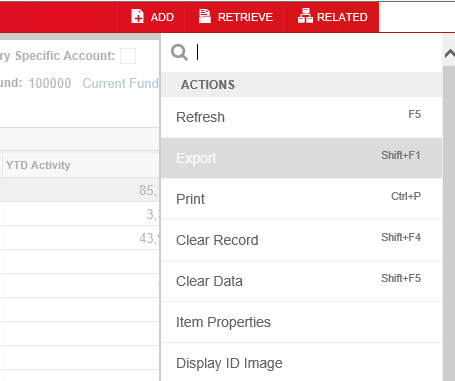 ADD RETRIEVE RELATED
ry Specific Account:
und: 100000 Current Fund
ACTIONS
Refresh F5
Export Shift+F1
YTD Activity
85,
Print Ctrl+P
3,
43,
Clear Record Shift+F4
Clear Data Shift+F5
Item Properties
Display ID Image